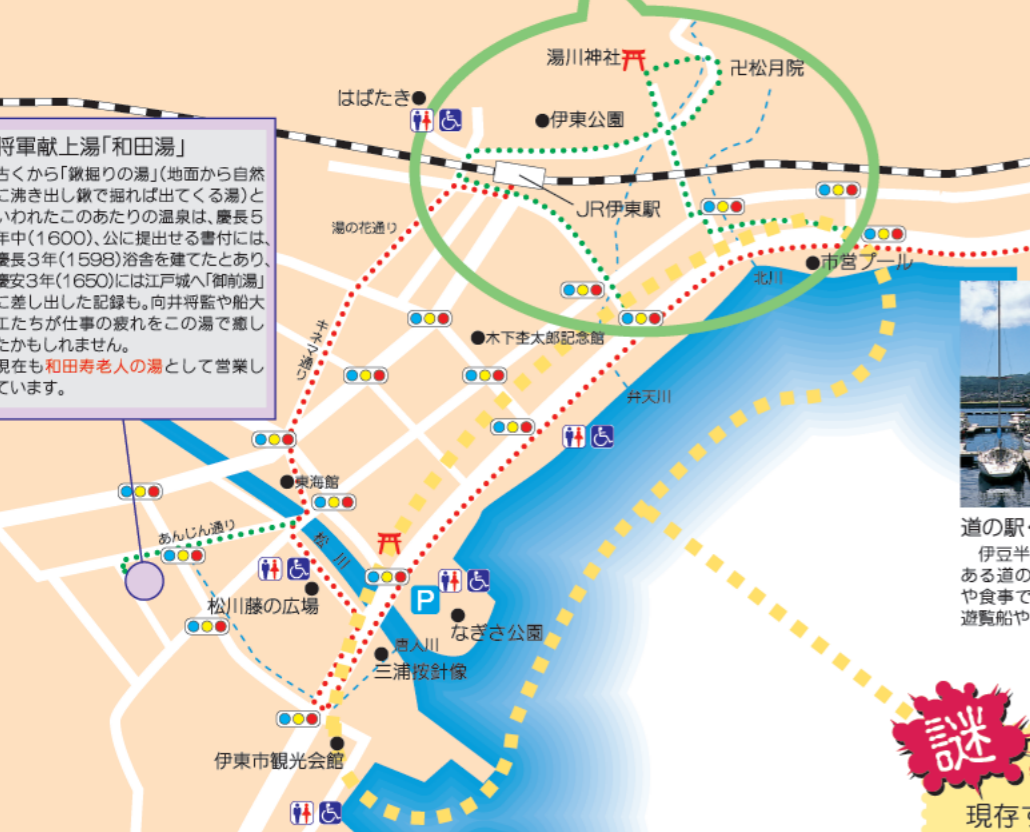 湯川神社
卍松月院
はばたき
伊東公園
将軍献上湯「和田湯」
古くから「鍬掘りの湯」(地面から自然
に湧き出し鍬で掘れば出てくる湯)と
いわれたこのあたりの温泉は、慶長5
年中(1600)、公に提出せる書付には、
慶長3年(1598)浴舎を建てたとあり、
慶安3年(1650)には江戸城へ「御前湯」
に差し出した記録も。向井将監や船大
工たちが仕事の疲れをこの湯で癒し
たかもしれません。
現在も和田寿老人の湯として営業し
ています。
JR伊東駅
湯の花通り
市営プール
北川
キネマ通り
木下杢太郎記念館
弁天川
東海館
あんじん通り
松川
松川藤の広場
P
なぎさ公園
唐人川
三浦按針像
伊東市観光会館
道の駅
伊豆半
ある道の
や食事で
遊覧船や
謎
現存す